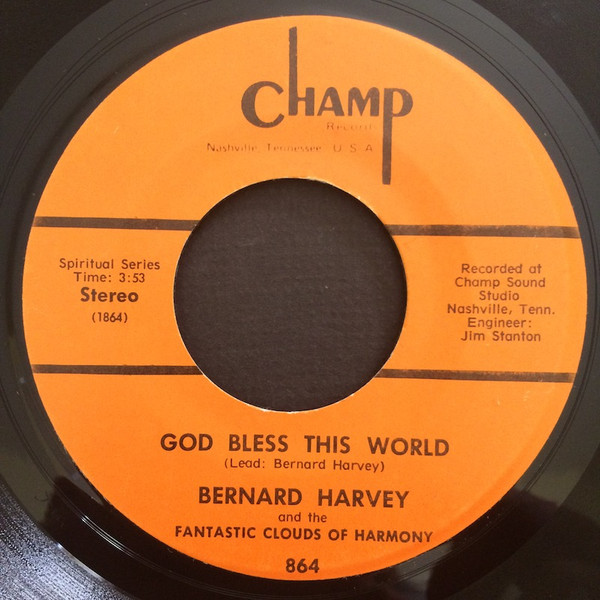 CHAMP
Records
Nashville, Tennessee U.S.A
Spiritual Series
Time: 3:53
Stereo
(1864)
Recorded at
Champ Sound
Studio
Nashville, Tenn.
Engineer:
Jim Stanton
GOD BLESS THIS WORLD
(Lead: Bernard Harvey)
BERNARD HARVEY
and the
FANTASTIC CLOUDS OF HARMONY
864